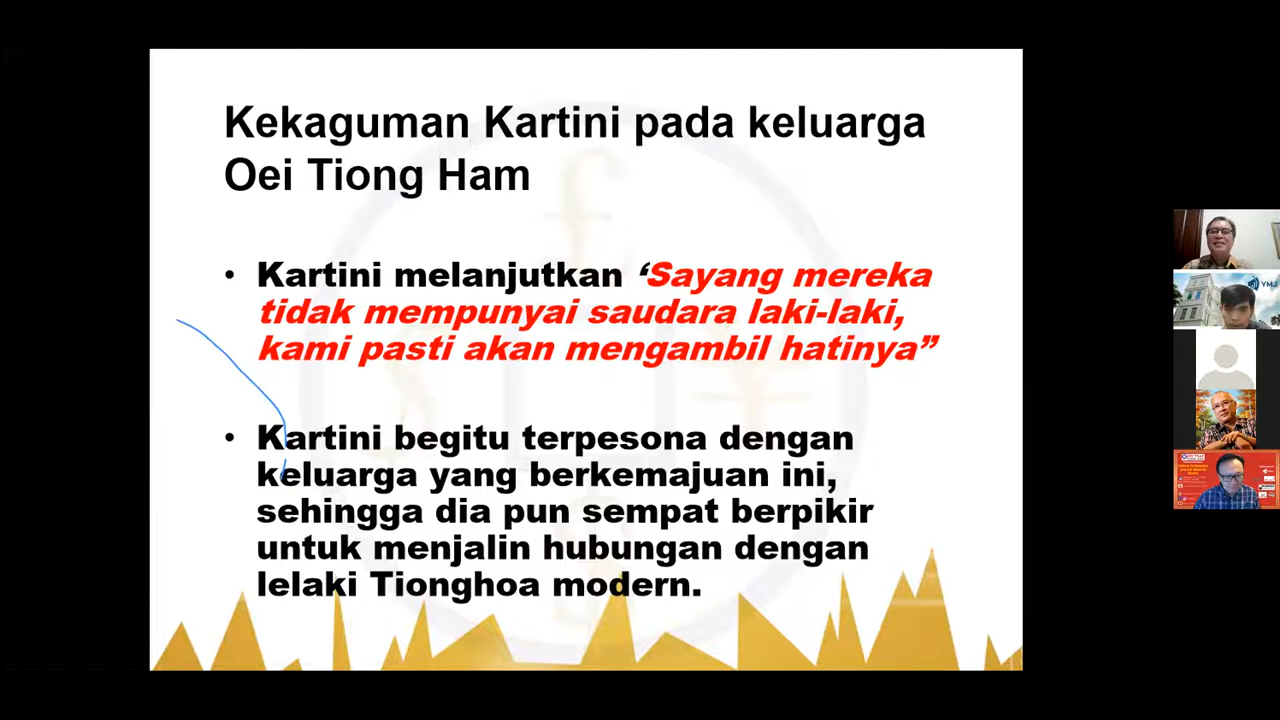 Kekaguman Kartini pada keluarga
Oei Tiong Ham
• Kartini melanjutkan ‘Sayang mereka
tidak mempunyai saudara laki-laki,
kami pasti akan mengambil hatinya”
• Kartini begitu terpesona dengan
keluarga yang berkemajuan ini,
sehingga dia pun sempat berpikir
untuk menjalin hubungan dengan
lelaki Tionghoa modern.
YMJ